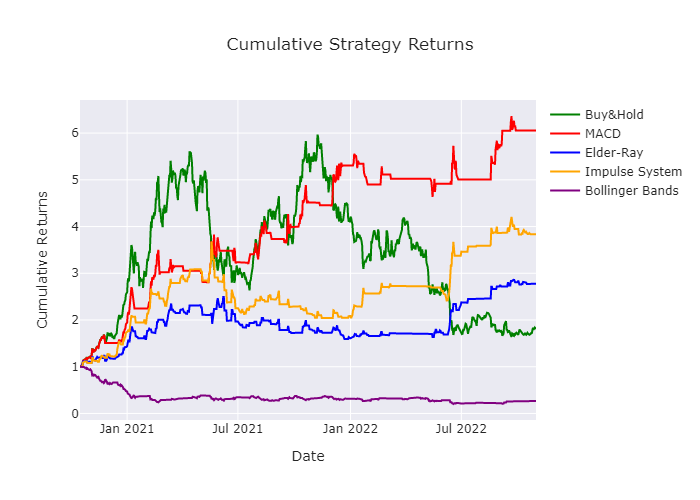 Cumulative Strategy Returns
Buy&Hold
MACD
Elder-Ray
Impulse System
Bollinger Bands
Cumulative Returns
6
5
4
3
2
1
0
Jan 2021
Jul 2021
Jan 2022
Jul 2022
Date